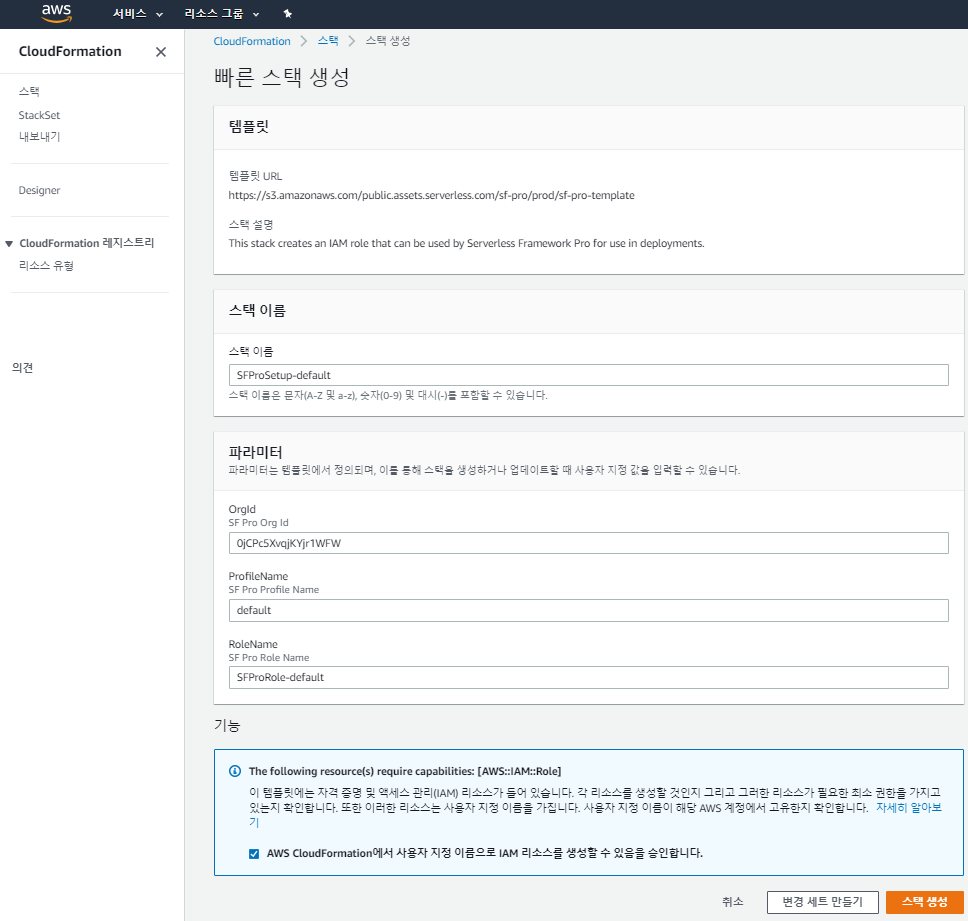 aws 서비스 리소스 그룹
CloudFormation
스택
StackSet
내보내기
Designer
CloudFormation 레지스트리
리소스 유형
의견
CloudFormation > 스택 > 스택 생성
빠른 스택 생성
템플릿
템플릿 URL
https://s3.amazonaws.com/public.assets.serverless.com/sf-pro/prod/sf-pro-template
스택 설명
This stack creates an IAM role that can be used by Serverless Framework Pro for use in deployments.
스택 이름
스택 이름
SFProSetup-default
스택 이름은 문자(A-Z 및 a-z), 숫자(0-9) 및 대시(-)를 포함할 수 있습니다.
파라미터
파라미터는 템플릿에서 정의되며, 이를 통해 스택을 생성하거나 업데이트할 때 사용자 지정 값을 입력할 수 있습니다.
OrgId
SF Pro Org Id
0jCPc5XvqjKYjr1WFW
ProfileName
SF Pro Profile Name
default
RoleName
SF Pro Role Name
SFProRole-default
기능
The following resource(s) require capabilities: [AWS::IAM::Role]
이 템플릿에는 자격 증명 및 액세스 관리(IAM) 리소스가 들어 있습니다. 각 리소스를 생성할 것인지 그리고 그러한 리소스가 필요한 최소 권한을 가지고
있는지 확인합니다. 또한 이러한 리소스는 사용자 지정 이름을 가집니다. 사용자 지정 이름이 해당 AWS 계정에서 고유한지 확인합니다. 자세히 알아보
기
AWS CloudFormation에서 사용자 지정 이름으로 IAM 리소스를 생성할 수 있음을 승인합니다.
취소 변경 세트 만들기 스택 생성